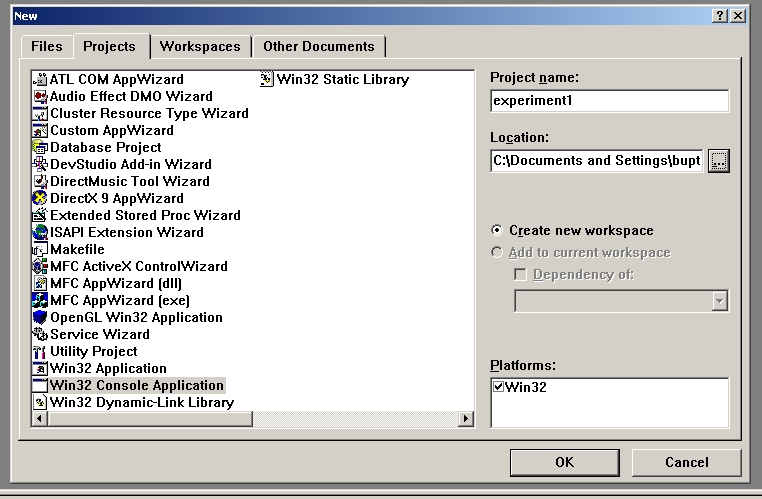 New
Files
Projects
Workspaces
Other Documents
ATL COM AppWizard
Audio Effect DMO Wizard
Cluster Resource Type Wizard
Custom AppWizard
Database Project
DevStudio Add-in Wizard
DirectMusic Tool Wizard
DirectX 9 AppWizard
Extended Stored Proc Wizard
ISAPI Extension Wizard
Makefile
MFC ActiveX ControlWizard
MFC AppWizard (dll)
MFC AppWizard (exe)
OpenGL Win32 Application
Service Wizard
Utility Project
Win32 Application
Win32 Console Application
Win32 Dynamic-Link Library
Win32 Static Library
Project name:
experiment1
Location:
C:\Documents and Settings\bupt
...
Create new workspace
Add to current workspace
Dependency of:
Platforms:
Win32
OK
Cancel